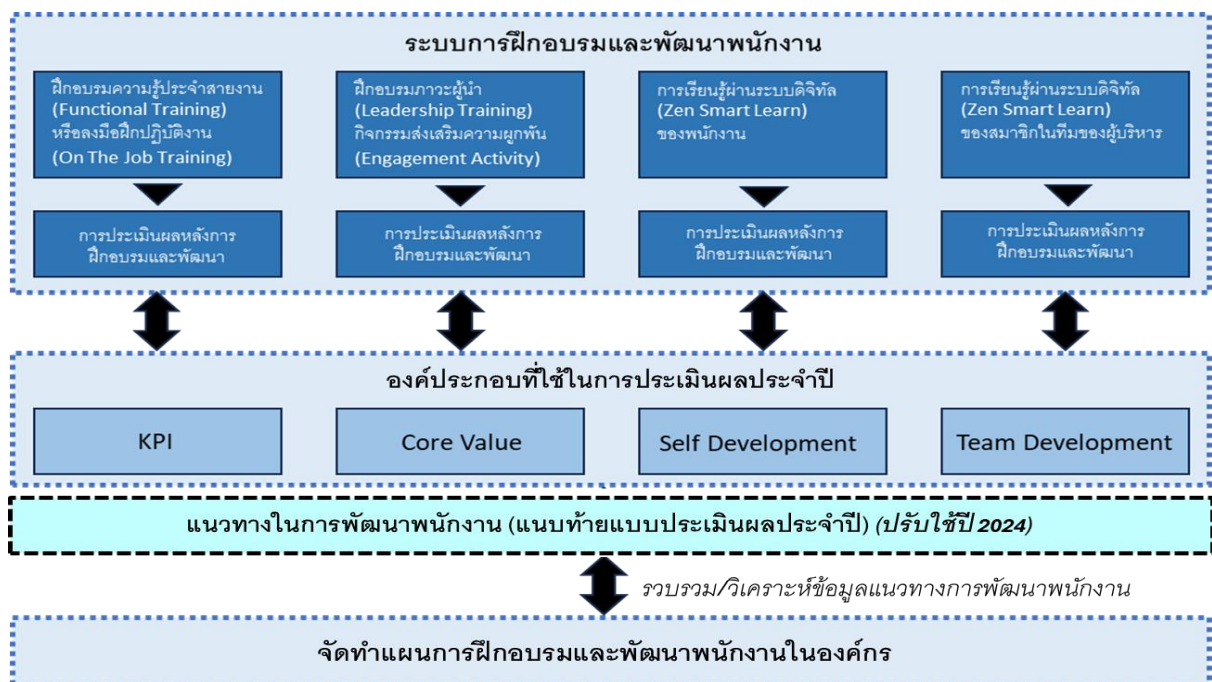 ระบบการฝึกอบรมและพัฒนาพนักงาน
ฝึกอบรมความรู้ประจำสายงาน
(Functional Training)
หรือลงมือฝึกปฏิบัติงาน
(On The Job Training)
ฝึกอบรมภาวะผู้นำ
(Leadership Training)
กิจกรรมส่งเสริมความผูกพัน
(Engagement Activity)
การเรียนรู้ผ่านระบบดิจิทัล
(Zen Smart Learn)
ของพนักงาน
การเรียนรู้ผ่านระบบดิจิทัล
(Zen Smart Learn)
ของสมาชิกในทีมของผู้บริหาร
การประเมินผลหลังการ
ฝึกอบรมและพัฒนา
การประเมินผลหลังการ
ฝึกอบรมและพัฒนา
การประเมินผลหลังการ
ฝึกอบรมและพัฒนา
การประเมินผลหลังการ
ฝึกอบรมและพัฒนา
องค์ประกอบที่ใช้ในการประเมินผลประจำปี
KPI
Core Value
Self Development
Team Development
แนวทางในการพัฒนาพนักงาน (แนบท้ายแบบประเมินผลประจำปี) (ปรับใช้ปี 2024)
รวบรวม/วิเคราะห์ข้อมูลแนวทางการพัฒนาพนักงาน
จัดทำแผนการฝึกอบรมและพัฒนาพนักงานในองค์กร